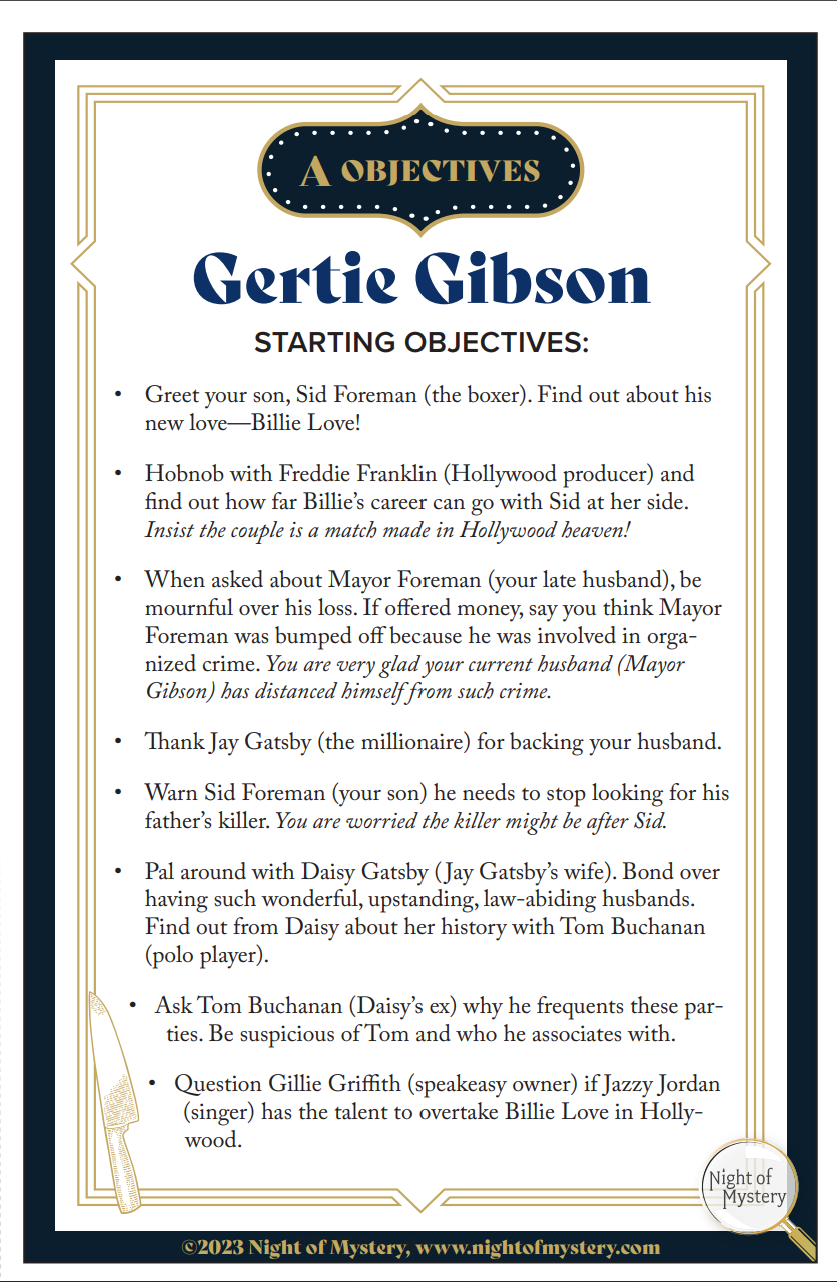 A OBJECTIVES
Gertie Gibson
STARTING OBJECTIVES:
• Greet your son, Sid Foreman (the boxer). Find out about his
new love—Billie Love!
• Hobnob with Freddie Franklin (Hollywood producer) and
find out how far Billie's career can go with Sid at her side.
Insist the couple is a match made in Hollywood heaven!
• When asked about Mayor Foreman (your late husband), be
mournful over his loss. If offered money, say you think Mayor
Foreman was bumped off because he was involved in orga-
nized crime. You are very glad your current husband (Mayor
Gibson) has distanced himself from such crime.
• Thank Jay Gatsby (the millionaire) for backing your husband.
• Warn Sid Foreman (your son) he needs to stop looking for his
father's killer. You are worried the killer might be after Sid.
• Pal around with Daisy Gatsby (Jay Gatsby's wife). Bond over
having such wonderful, upstanding, law-abiding husbands.
Find out from Daisy about her history with Tom Buchanan
(polo player).
• Ask Tom Buchanan (Daisy's ex) why he frequents these par-
ties. Be suspicious of Tom and who he associates with.
• Question Gillie Griffith (speakeasy owner) if Jazzy Jordan
(singer) has the talent to overtake Billie Love in Holly-
wood.
Night of
Mystery
©2023 Night of Mystery, www.nightofmystery.com